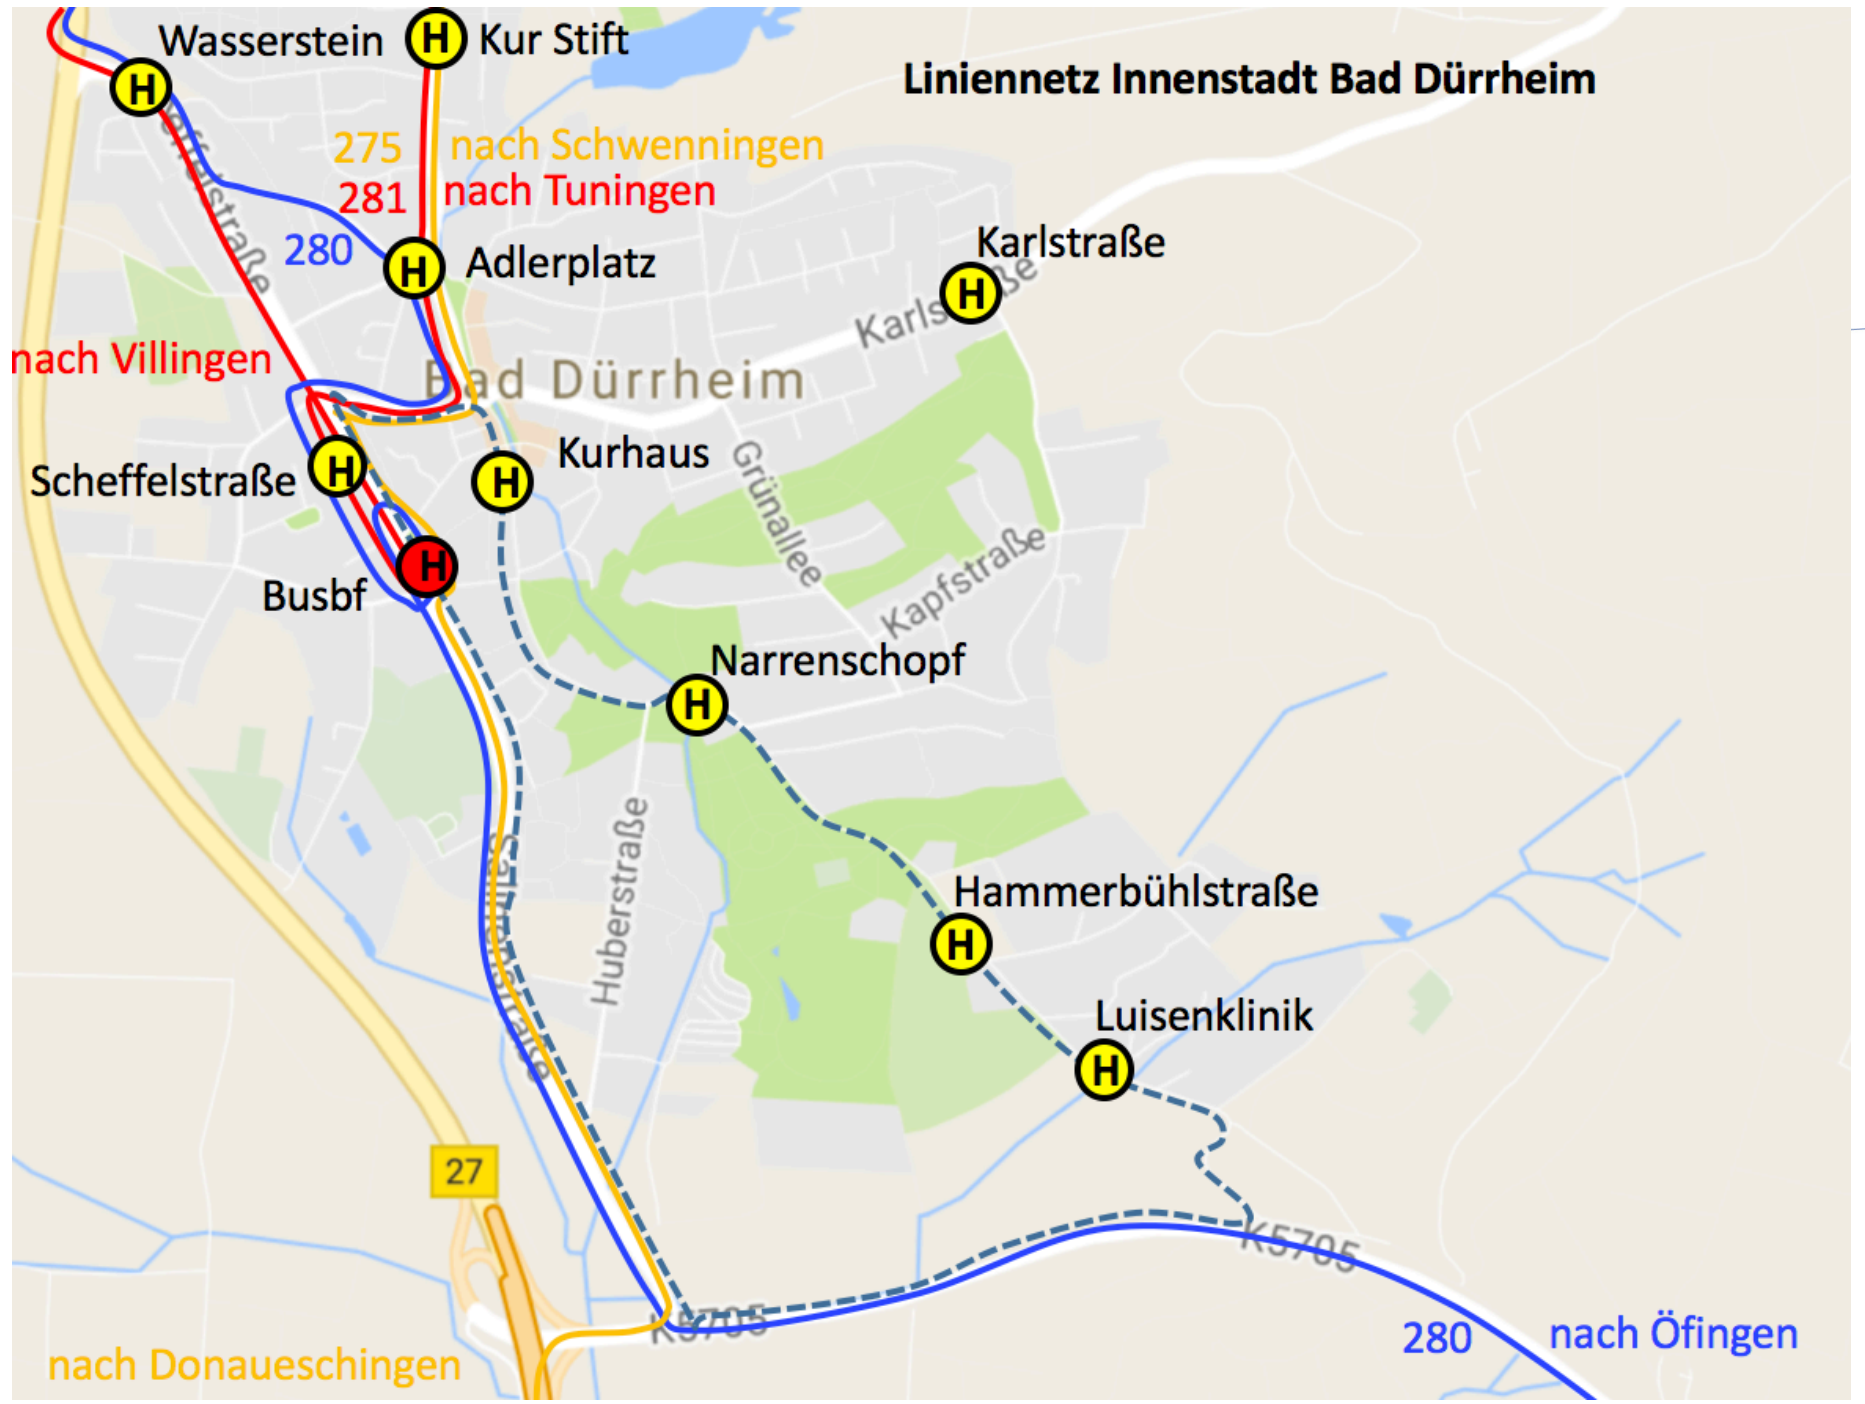 Wasserstein
H
Kur Stift
H
Liniennetz Innenstadt Bad Dürrheim
275 nach Schwenningen
281 nach Tuningen
280
Adlerplatz
H
Karlstraße
H
nach Villingen
Bad Dürrheim
Kurhaus
H
Scheffelstraße
H
Grünallee
Kapfstraße
Busbf
H
Narrenschopf
H
Huberstraße
Hammerbühlstraße
H
Luisenklinik
H
27
K5705
K5705
280 nach Öfingen
nach Donaueschingen